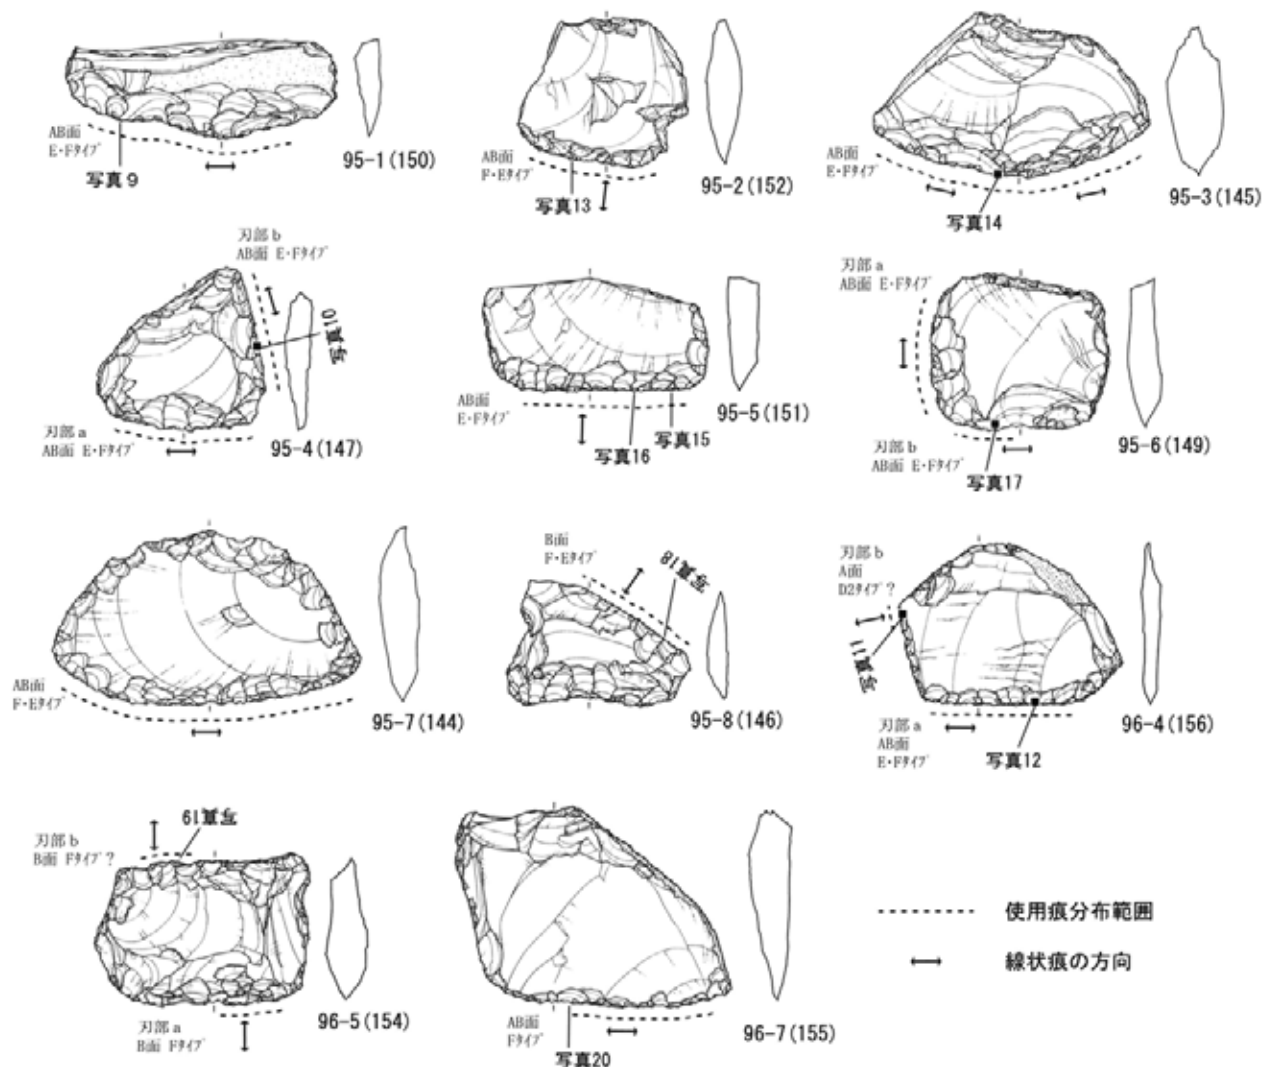 AB面
E・Fタイプ
写真9
95-1(150)
AB面
F・Eタイプ
写真13
95-2(152)
AB面
E・Fタイプ
写真14
95-3(145)
刃部b
AB面 E・Fタイプ
写真10
刃部a
AB面 E・Fタイプ
95-4(147)
AB面
E・Fタイプ
写真16
写真15
95-5(151)
刃部a
AB面 E・Fタイプ
刃部b
AB面 E・Fタイプ
写真17
95-6(149)
AB面
F・Eタイプ
95-7(144)
B面
F・Eタイプ
写真18
95-8(146)
刃部b
A面
D2タイプ?
写真11
刃部a
AB面
E・Fタイプ
写真12
96-4(156)
刃部b
B面 Fタイプ?
写真19
刃部a
B面 Fタイプ
96-5(154)
AB面
Fタイプ
写真20
96-7(155)
使用痕分布範囲
線状痕の方向